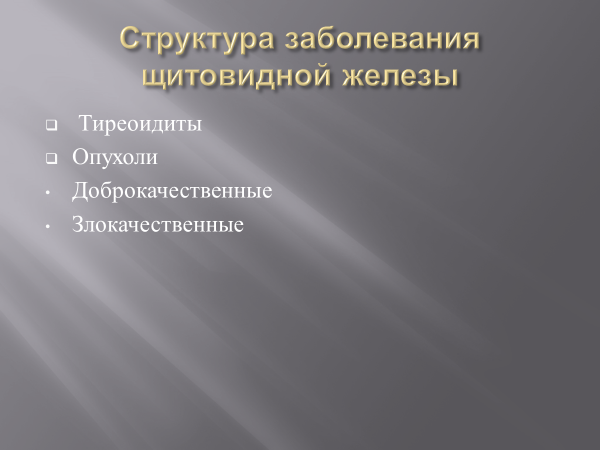 Структура заболевания
щитовидной железы
Тиреоидиты
Опухоли
Доброкачественные
Злокачественные